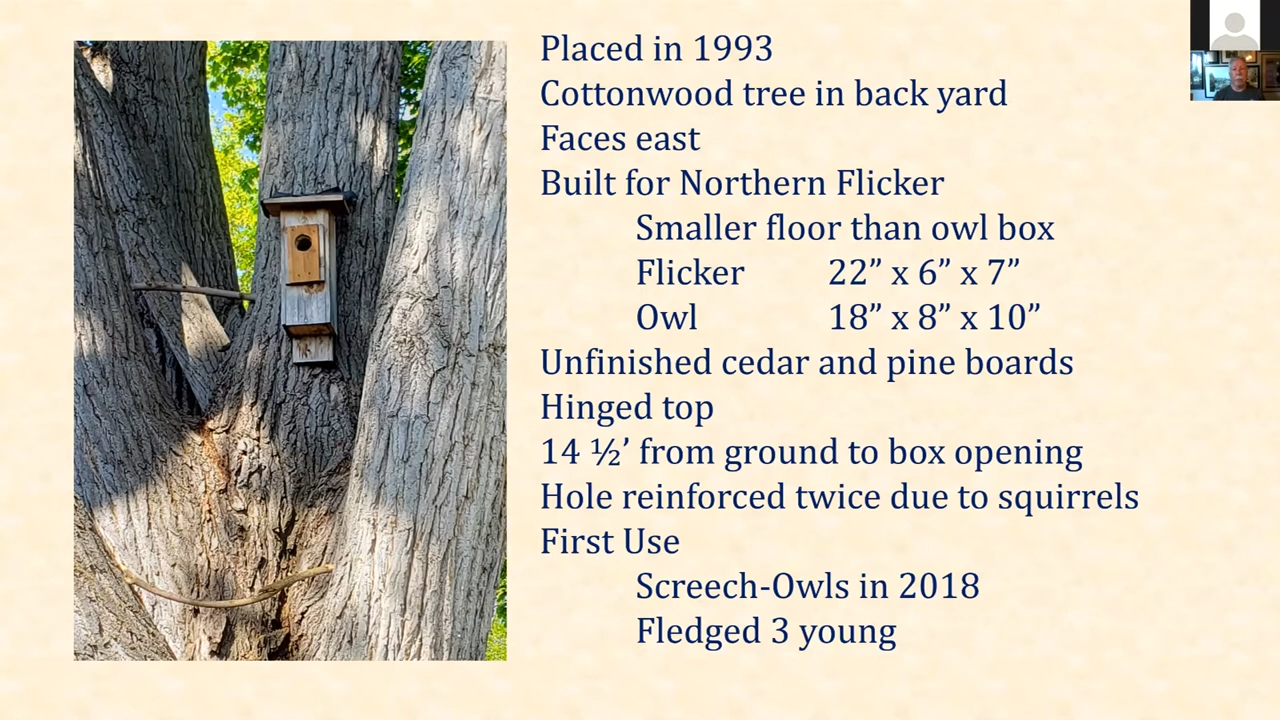 Placed in 1993
Cottonwood tree in back yard
Faces east
Built for Northern Flicker
Smaller floor than owl box
Flicker 22” x 6” x 7”
Owl 18” x 8” x 10”
Unfinished cedar and pine boards
Hinged top
14 ½’ from ground to box opening
Hole reinforced twice due to squirrels
First Use
Screech-Owls in 2018
Fledged 3 young